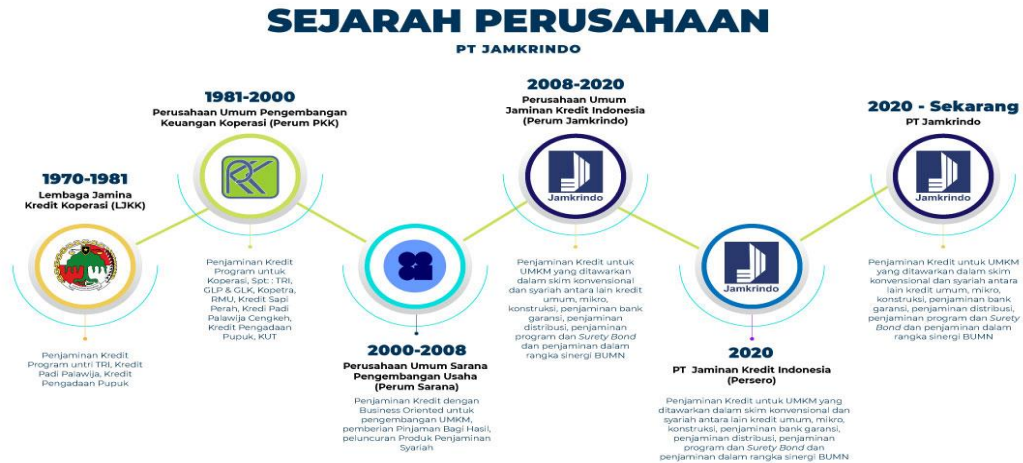 SEJARAH PERUSAHAAN
PT JAMKRINDO
1970-1981
Lembaga Jamina
Kredit Koperasi (LJKK)
Penjaminan Kredit
Program untri TRI, Kredit
Padi Palawija, Kredit
Pengadaan Pupuk
1981-2000
Perusahaan Umum Pengembangan
Keuangan Koperasi (Perum PKK)
PKK
Penjaminan Kredit
Program untuk
Koperasi, Spt: : TRI,
GLP & GLK, Kopetra,
RMU, Kredit Sapi
Perah, Kredi Padi
Palawija Cengkeh,
Kredit Pengadaan
Pupuk, KUT
2000-2008
Perusahaan Umum Sarana
Pengembangan Usaha
(Perum Sarana)
Penjaminan Kredit dengan
Business Oriented untuk
pengembangan UMKM,
pemberian Pinjaman Bagi Hasil,
peluncuran Produk Penjaminan
Syariah
2008-2020
Perusahaan Umum
Jaminan Kredit Indonesia
(Perum Jamkrindo)
Jamkrindo
Penjaminan Kredit untuk
UMKM yang ditawarkan
dalam skim konvensional
dan syariah antara lain
kredit umum, mikro,
konstruksi, penjaminan bank
garansi, penjaminan
distribusi, penjaminan
program dan Surety Bond
dan penjaminan dalam
rangka sinergi BUMN
Jamkrindo
2020
PT Jaminan Kredit Indonesia
(Persero)
Penjaminan Kredit untuk UMKM yang
ditawarkan dalam skim konvensional dan
syariah antara lain kredit umum, mikro,
konstruksi, penjaminan bank garansi,
penjaminan distribusi, penjaminan
program dan Surety Bond dan
penjaminan dalam rangka sinergi BUMN
2020 - Sekarang
PT Jamkrindo
Jamkrindo
Penjaminan Kredit untuk UMKM
yang ditawarkan dalam skim
konvensional dan syariah antara
lain kredit umum, mikro,
konstruksi, penjaminan bank
garansi, penjaminan distribusi,
penjaminan program dan Surety
Bond dan penjaminan dalam
rangka sinergi BUMN